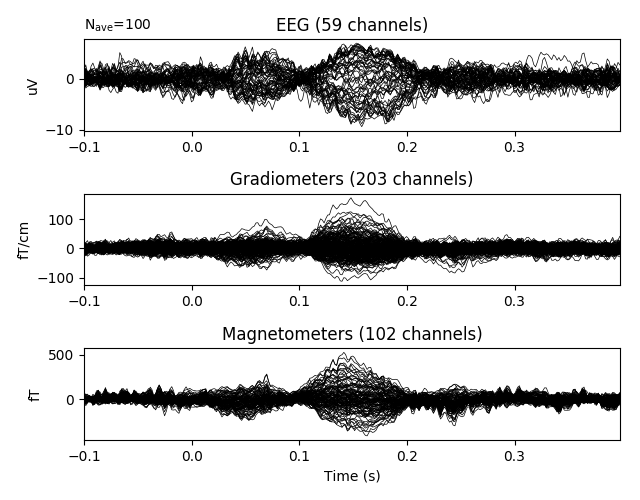 N_ave=100
EEG (59 channels)
uV
0
−10
−0.1 0.0 0.1 0.2 0.3
Gradiometers (203 channels)
fT/cm
100
0
−100
−0.1 0.0 0.1 0.2 0.3
Magnetometers (102 channels)
fT
500
0
−0.1 0.0 0.1 0.2 0.3
Time (s)